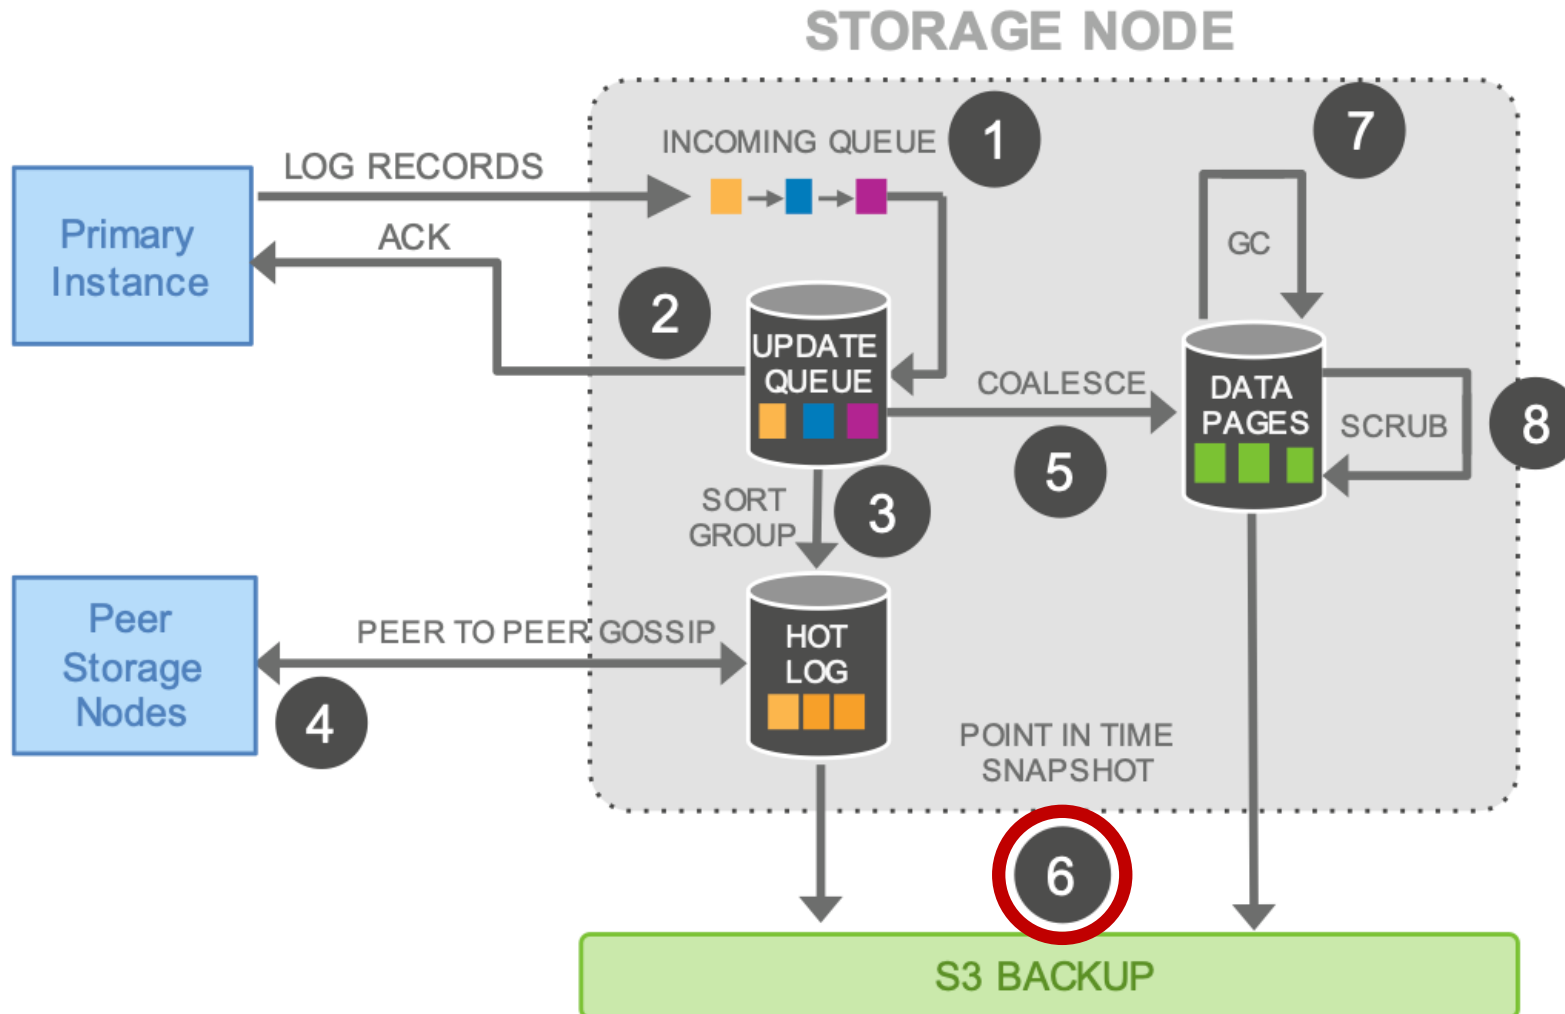 STORAGE NODE
INCOMING QUEUE
1
7
LOG RECORDS
Primary
Instance
ACK
GC
2
UPDATE
QUEUE
COALESCE
5
DATA
PAGES
SCRUB
8
SORT
GROUP
3
Peer
Storage
Nodes
PEER TO PEER GOSSIP
4
HOT
LOG
POINT IN TIME
SNAPSHOT
6
S3 BACKUP